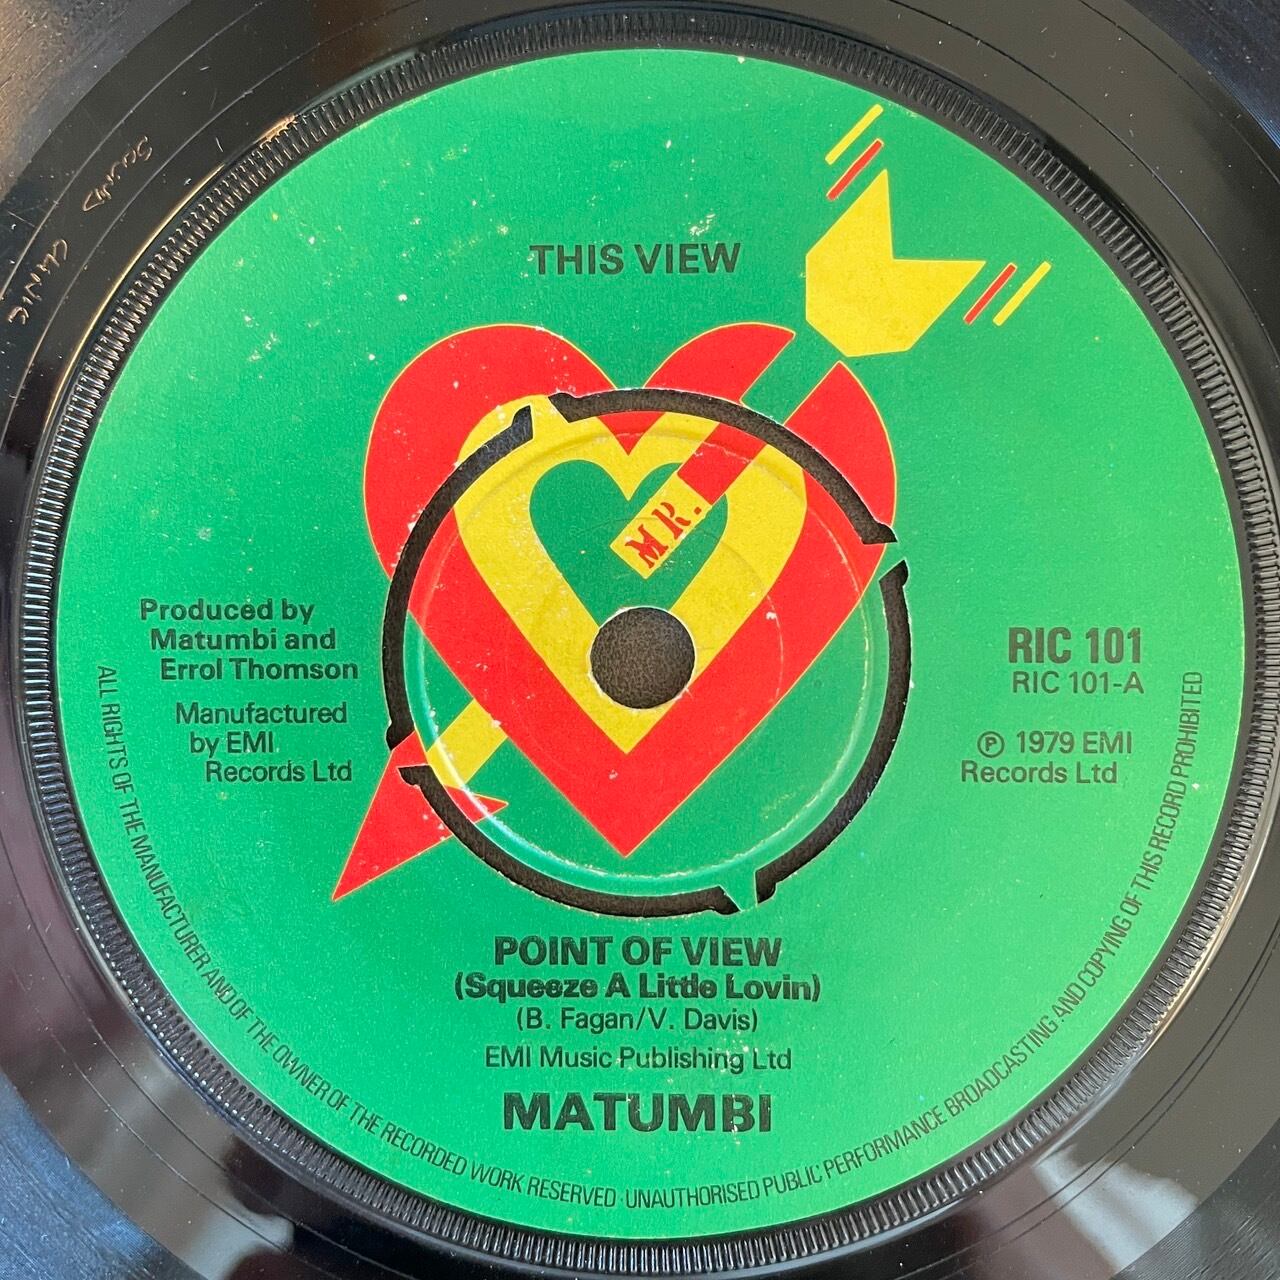 SOUND CLINIC
THIS VIEW
MR.
Produced by
Matumbi and
Errol Thomson
Manufactured
by EMI
Records Ltd
RIC 101
RIC 101-A
℗ 1979 EMI
Records Ltd
POINT OF VIEW
(Squeeze A Little Lovin)
(B. Fagan/V. Davis)
EMI Music Publishing Ltd
MATUMBI
ALL RIGHTS OF THE MANUFACTURER AND OF THE OWNER OF THE RECORDED WORK RESERVED · UNAUTHORISED PUBLIC PERFORMANCE BROADCASTING AND COPYING OF THIS RECORD PROHIBITED